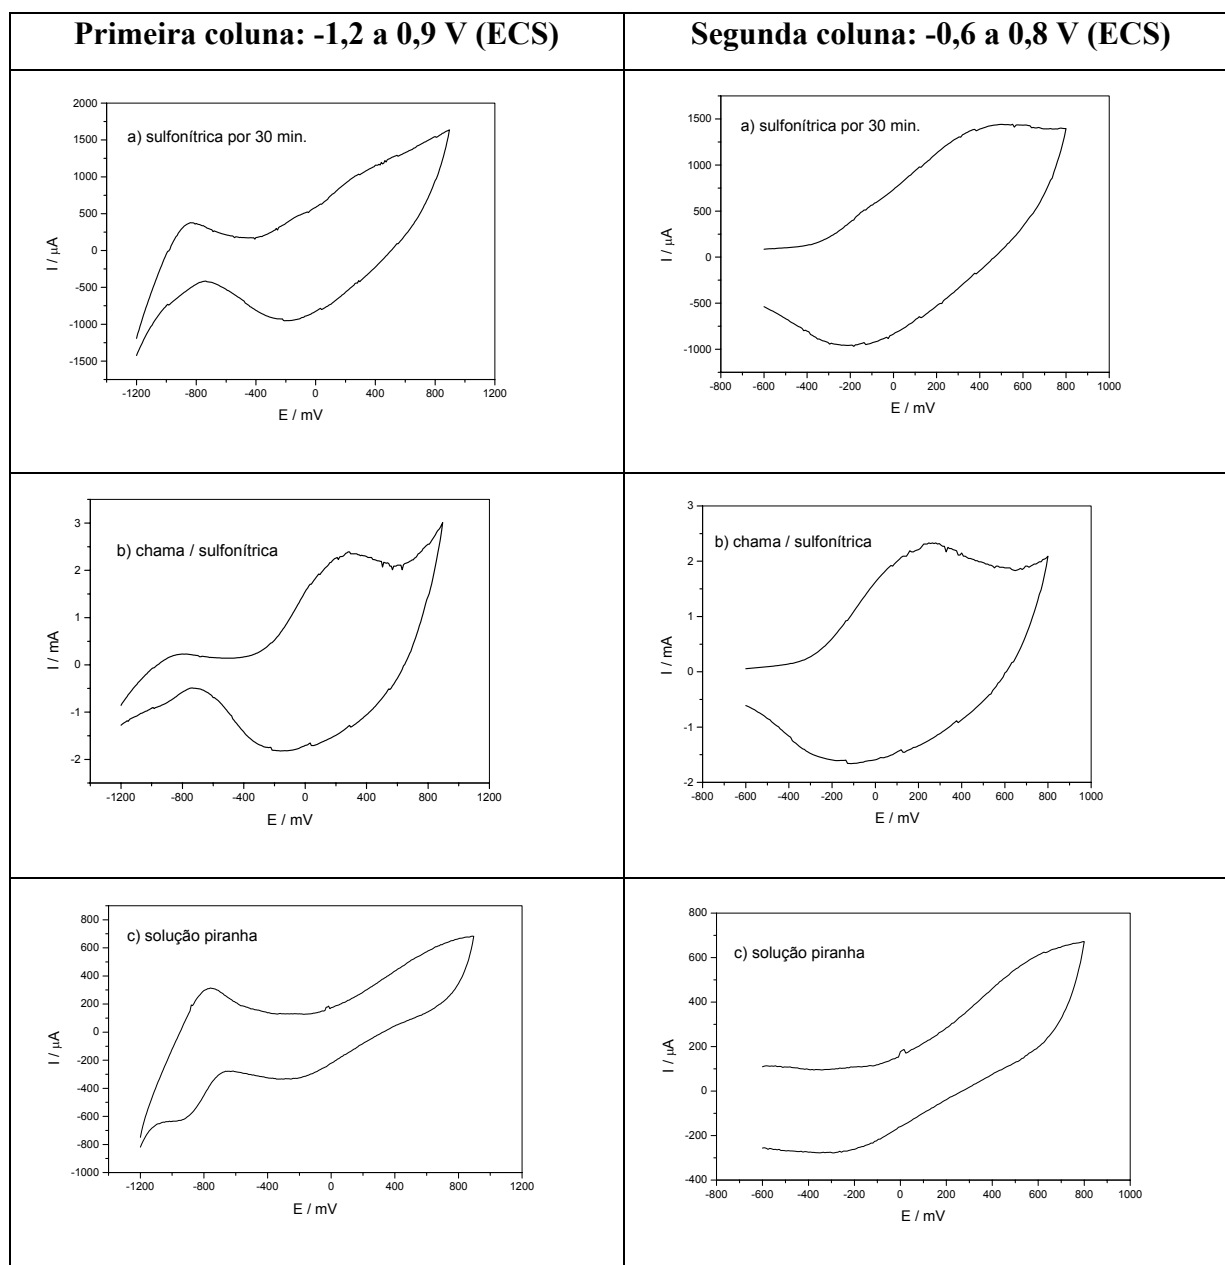 Primeira coluna: -1,2 a 0,9 V (ECS)
Segunda coluna: -0,6 a 0,8 V (ECS)
a) sulfonítrica por 30 min.
2000
1500
1000
500
0
-500
-1000
-1500
I / µA
-1200 -800 -400 0 400 800 1200
E / mV
a) sulfonítrica por 30 min.
1500
1000
500
0
-500
-1000
I / µA
-800 -600 -400 -200 0 200 400 600 800 1000
E / mV
b) chama / sulfonítrica
3
2
1
0
-1
-2
I / mA
-1200 -800 -400 0 400 800 1200
E / mV
b) chama / sulfonítrica
3
2
1
0
-1
-2
I / mA
-800 -600 -400 -200 0 200 400 600 800 1000
E / mV
c) solução piranha
800
600
400
200
0
-200
-400
-600
-800
-1000
I / µA
-1200 -800 -400 0 400 800 1200
E / mV
c) solução piranha
800
600
400
200
0
-200
-400
I / µA
-800 -600 -400 -200 0 200 400 600 800 1000
E / mV